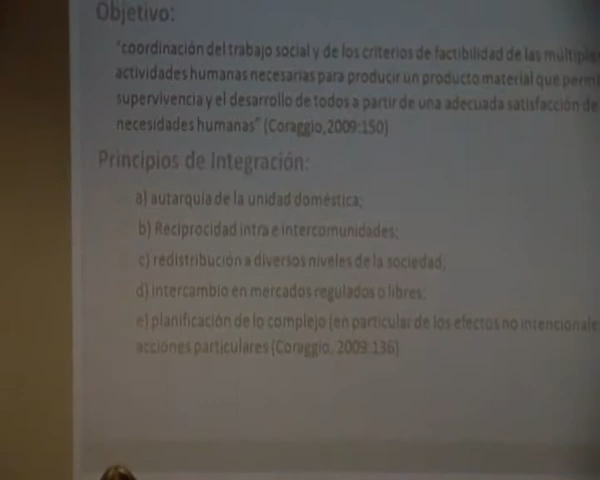 Objetivo:
"coordinación del trabajo social y de los criterios de factibilidad de las múltiples
actividades humanas necesarias para producir un producto material que permi
supervivencia y el desarrollo de todos a partir de una adecuada satisfacción de
necesidades humanas" (Coraggio,2009:150)
Principios de Integración:
a) autarquía de la unidad doméstica;
b) Reciprocidad intra e intercomunidades;
c) redistribución a diversos niveles de la sociedad;
d) intercambio en mercados regulados o libres;
e) planificación de lo complejo (en particular de los efectos no intencionale
acciones particulares (Coraggio, 2009:136)